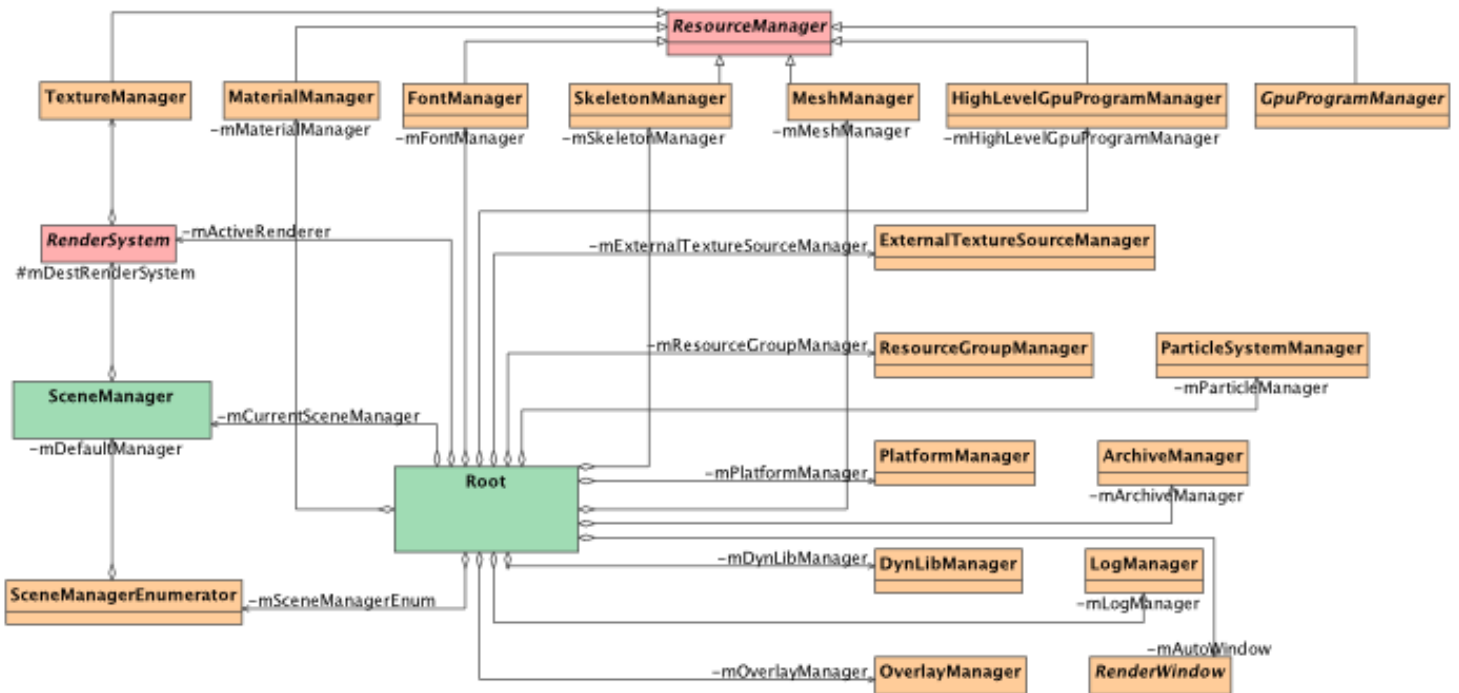 ResourceManager
TextureManager
MaterialManager
FontManager
SkeletonManager
MeshManager
HighLevelGpuProgramManager
GpuProgramManager
-mMaterialManager
-mFontManager
-mSkeletonManager
-mMeshManager
-mHighLevelGpuProgramManager
RenderSystem
-mActiveRenderer
-mExternalTextureSourceManager
ExternalTextureSourceManager
#mDestRenderSystem
-mResourceGroupManager
ResourceGroupManager
ParticleSystemManager
-mParticleManager
SceneManager
-mCurrentSceneManager
-mDefaultManager
Root
-mPlatformManager
PlatformManager
ArchiveManager
-mArchiveManager
-mDynLibManager
DynLibManager
LogManager
-mLogManager
SceneManagerEnumerator
-mSceneManagerEnum
-mAutoWindow
-mOverlayManager
OverlayManager
RenderWindow